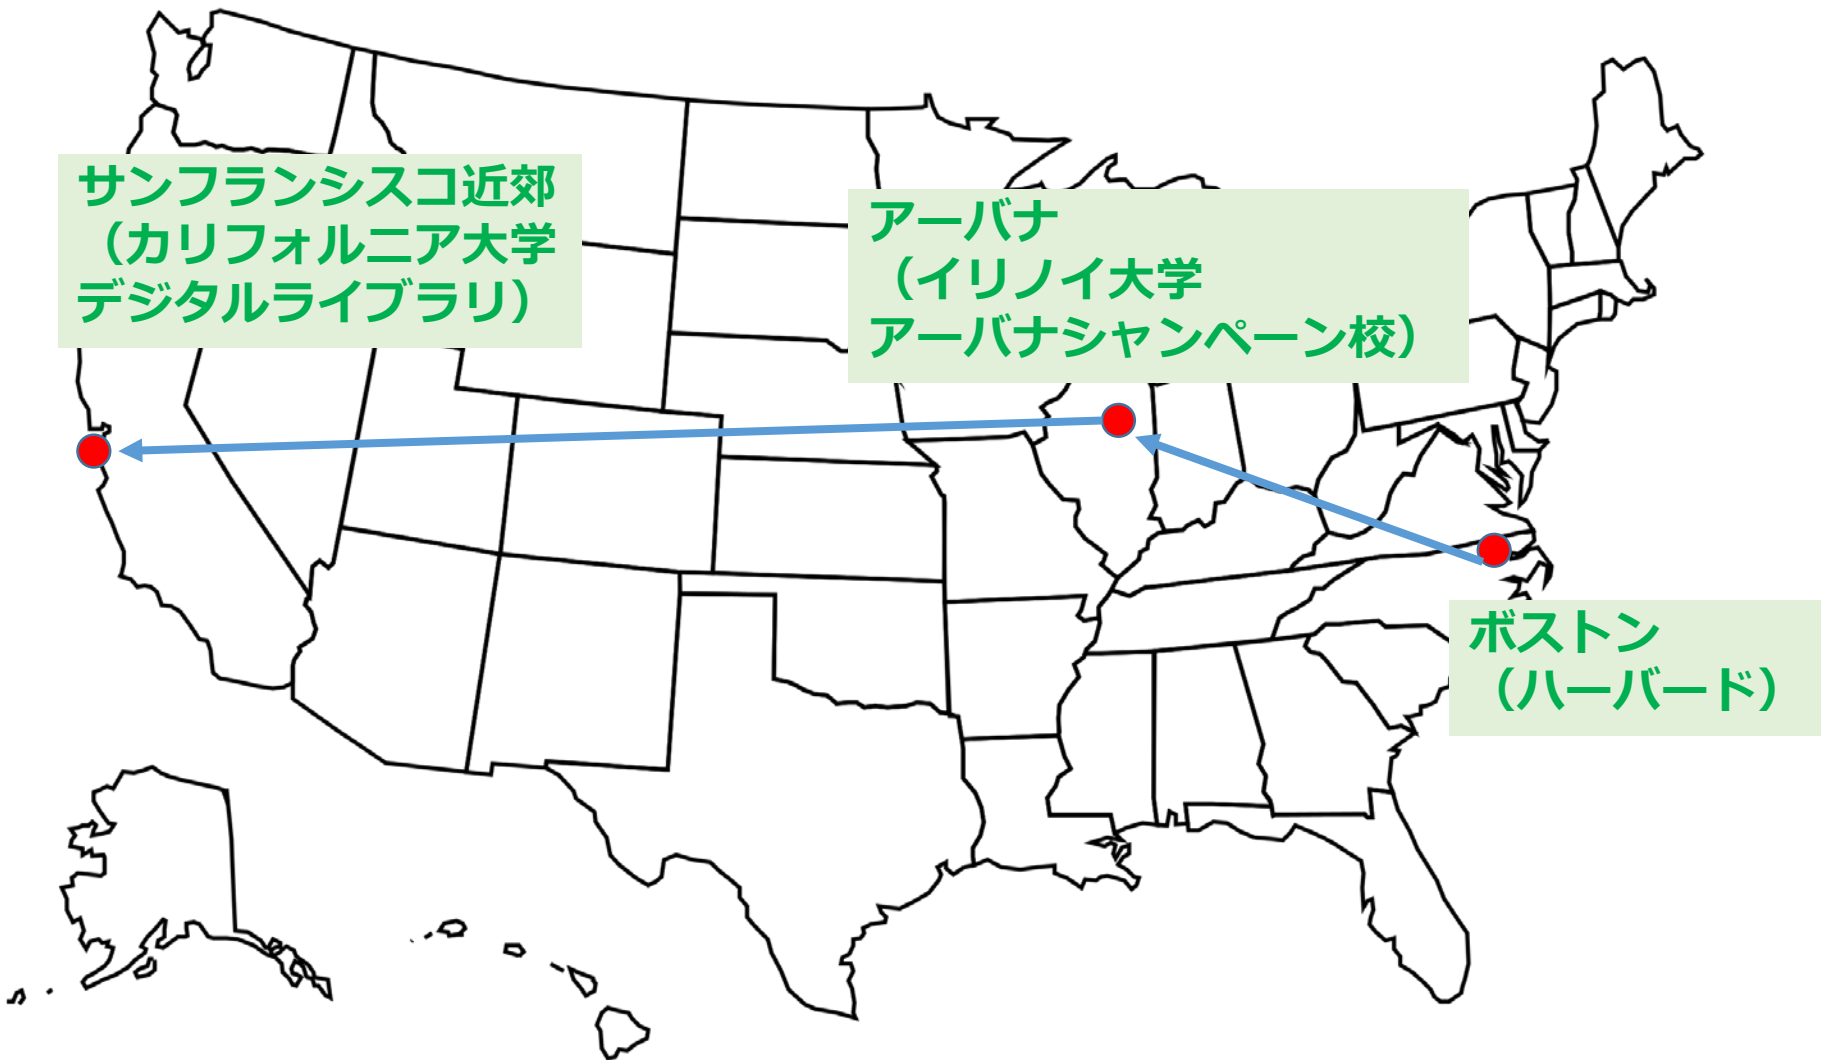 サンフランシスコ近郊
（カリフォルニア大学
デジタルライブラリ）
アーバナ
（イリノイ大学
アーバナシャンペーン校）
ボストン
（ハーバード）